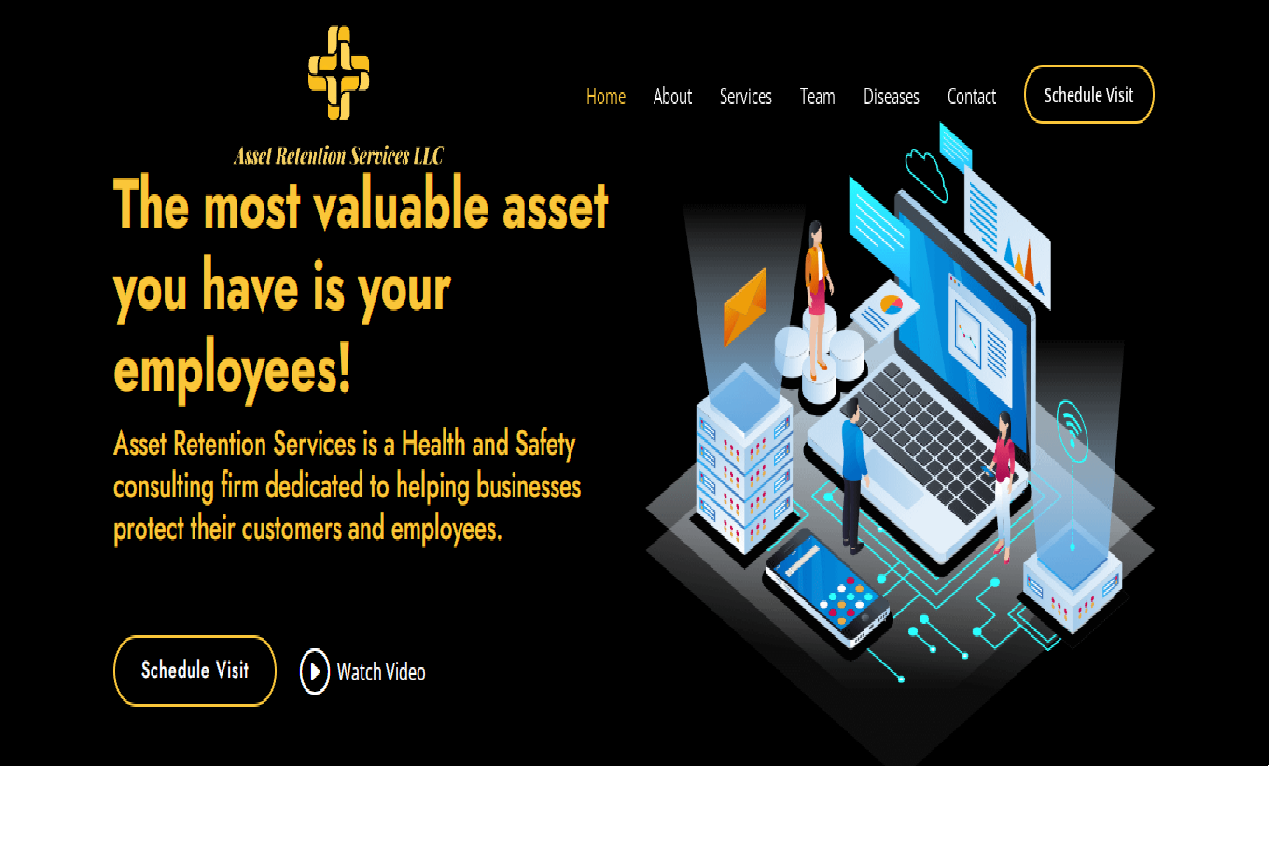 Asset Retention Services LLC
Home About Services Team Diseases Contact Schedule Visit
The most valuable asset
you have is your
employees!
Asset Retention Services is a Health and Safety
consulting firm dedicated to helping businesses
protect their customers and employees.
Schedule Visit Watch Video